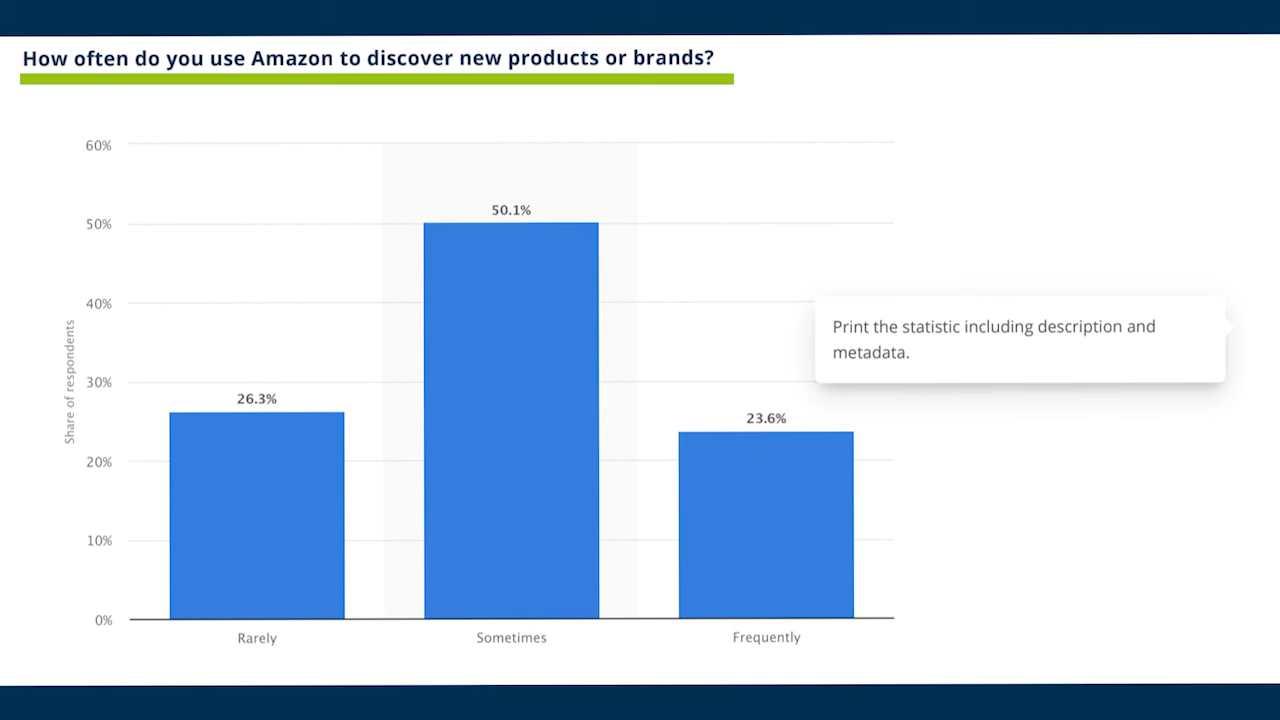 How often do you use Amazon to discover new products or brands?
60%
50%
40%
30%
20%
10%
0%
Share of respondents
26.3%
50.1%
23.6%
Rarely
Sometimes
Frequently
Print the statistic including description and
metadata.